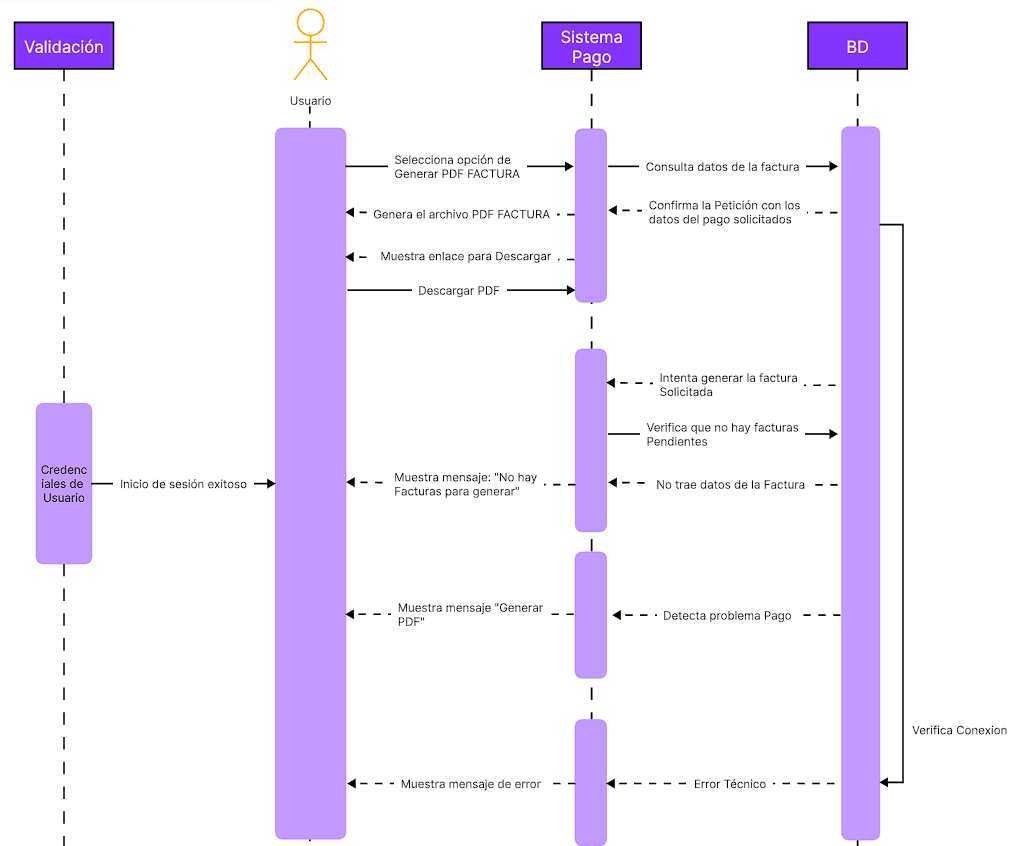 Validación
Usuario
Sistema
Pago
BD
Selecciona opción de
Generar PDF FACTURA
Consulta datos de la factura
Genera el archivo PDF FACTURA
Confirma la Petición con los
datos del pago solicitados
Muestra enlace para Descargar
Descargar PDF
Intenta generar la factura
Solicitada
Verifica que no hay facturas
Pendientes
Credenc
iales de
Usuario
Inicio de sesión exitoso
Muestra mensaje: "No hay
Facturas para generar"
No trae datos de la Factura
Muestra mensaje "Generar
PDF"
Detecta problema Pago
Verifica Conexion
Muestra mensaje de error
Error Técnico